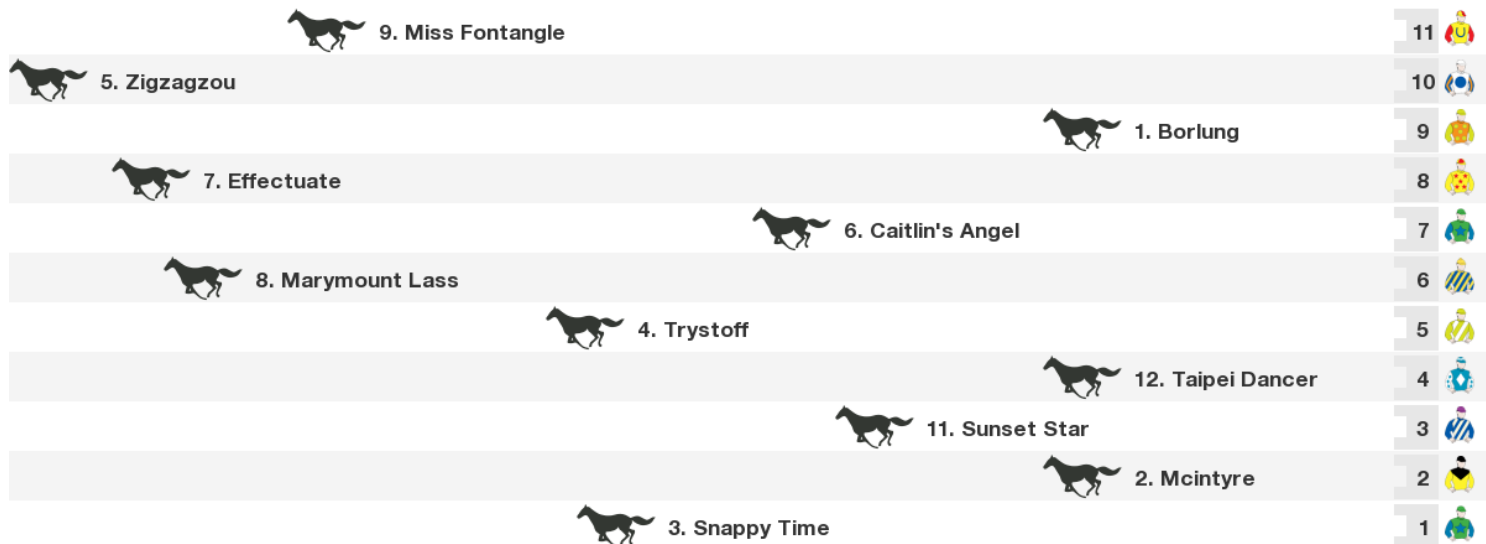 9. Miss Fontangle 11
5. Zigzagzou 10
1. Borlung 9
7. Effectuate 8
6. Caitlin's Angel 7
8. Marymount Lass 6
4. Trystoff 5
12. Taipei Dancer 4
11. Sunset Star 3
2. Mcintyre 2
3. Snappy Time 1